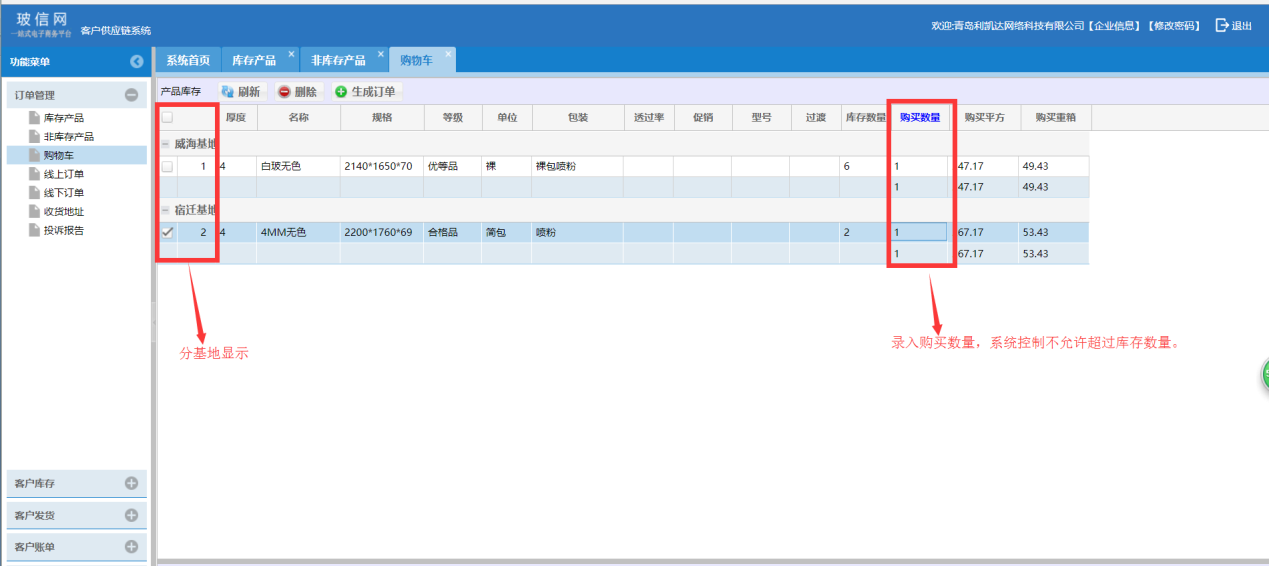 玻信网
一站式电子商务平台
客户供应链系统
欢迎:青岛利凯达网络科技有限公司【企业信息】【修改密码】 退出
功能菜单
系统首页 库存产品 非库存产品 购物车
订单管理
库存产品
非库存产品
购物车
线上订单
线下订单
收货地址
投诉报告
客户库存
客户发货
客户账单
产品库存 刷新 删除 生成订单
厚度 名称 规格 等级 单位 包装 透过率 促销 型号 过渡 库存数量 购买数量 购买平方 购买重箱
威海基地
1 4 白玻无色 2140*1650*70 优等品 裸 裸包喷粉 6 1 47.17 49.43
1 47.17 49.43
宿迁基地
2 4 4MM无色 2200*1760*69 合格品 简包 喷粉 2 1 67.17 53.43
1 67.17 53.43
分基地显示
录入购买数量，系统控制不允许超过库存数量。